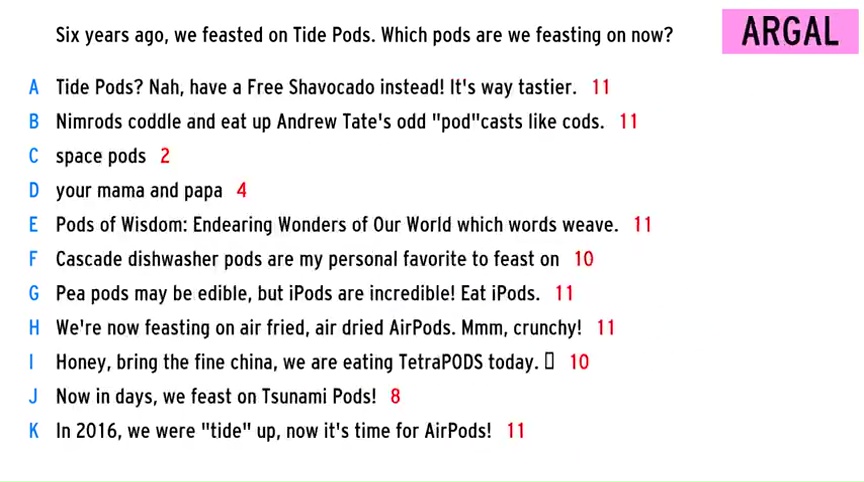 Six years ago, we feasted on Tide Pods. Which pods are we feasting on now?
ARGAL
A Tide Pods? Nah, have a Free Shavocado instead! It's way tastier. 11
B Nimrods coddle and eat up Andrew Tate's odd "pod"casts like cods. 11
C space pods 2
D your mama and papa 4
E Pods of Wisdom: Endearing Wonders of Our World which words weave. 11
F Cascade dishwasher pods are my personal favorite to feast on 10
G Pea pods may be edible, but iPods are incredible! Eat iPods. 11
H We're now feasting on air fried, air dried AirPods. Mmm, crunchy! 11
I Honey, bring the fine china, we are eating TetraPODS today. 10
J Now in days, we feast on Tsunami Pods! 8
K In 2016, we were "tide" up, now it's time for AirPods! 11